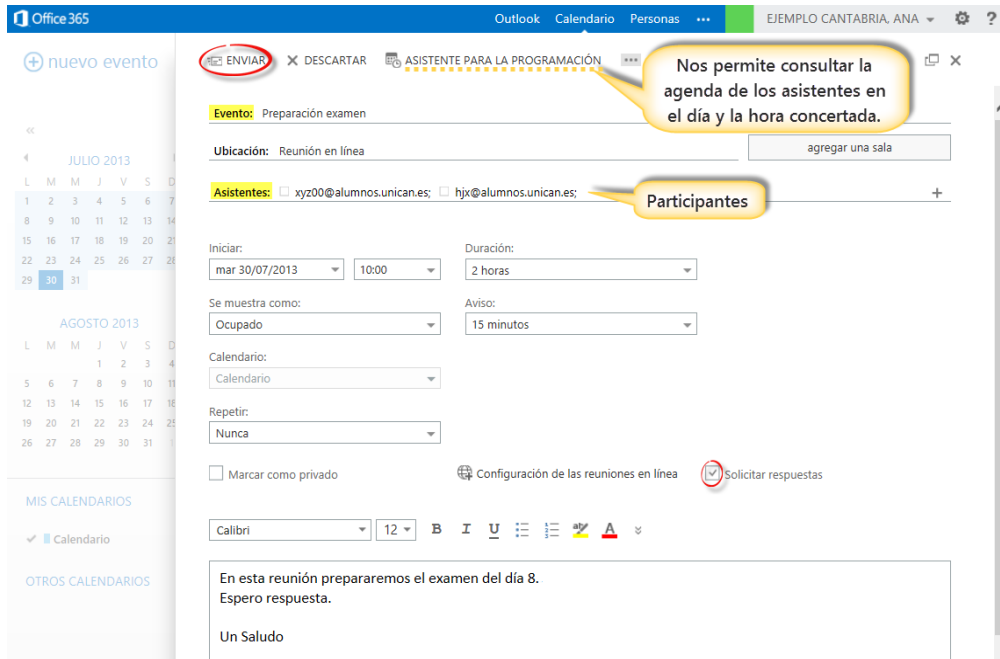 Office 365
Outlook Calendario Personas ••• EJEMPLO CANTABRIA, ANA ?
nuevo evento
ENVIAR DESCARTAR ASISTENTE PARA LA PROGRAMACIÓN •••
Nos permite consultar la
agenda de los asistentes en
el día y la hora concertada.
Evento: Preparación examen
Ubicación: Reunión en línea
agregar una sala
Asistentes: xyz00@alumnos.unican.es; hjx@alumnos.unican.es;
Participantes
+
«
JULIO 2013
L M M J V S D
1 2 3 4 5 6 7
8 9 10 11 12 13 14
15 16 17 18 19 20 21
22 23 24 25 26 27 28
29 30 31
AGOSTO 2013
L M M J V S D
1 2 3 4
5 6 7 8 9 10 11
12 13 14 15 16 17 18
19 20 21 22 23 24 25
26 27 28 29 30 31
MIS CALENDARIOS
Calendario
OTROS CALENDARIOS
Iniciar:
mar 30/07/2013 10:00
Duración:
2 horas
Se muestra como:
Ocupado
Aviso:
15 minutos
Calendario:
Calendario
Repetir:
Nunca
Marcar como privado Configuración de las reuniones en línea Solicitar respuestas
Calibri 12 B I U aby A
En esta reunión prepararemos el examen del día 8.
Espero respuesta.
Un Saludo